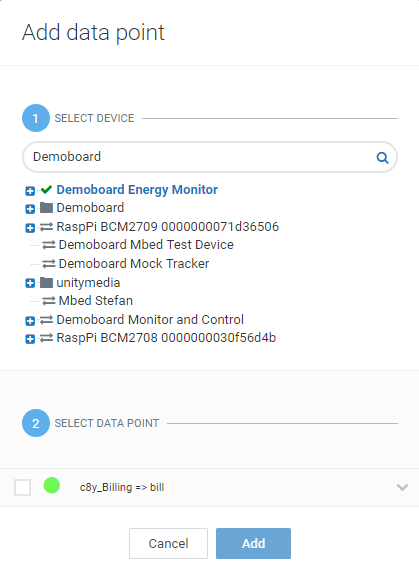 Add data point
1 SELECT DEVICE
Demoboard
Demoboard Energy Monitor
Demoboard
RaspPi BCM2709 0000000071d36506
Demoboard Mbed Test Device
Demoboard Mock Tracker
unitymedia
Mbed Stefan
Demoboard Monitor and Control
RaspPi BCM2708 0000000030f56d4b
2 SELECT DATA POINT
c8y_Billing => bill
Cancel Add